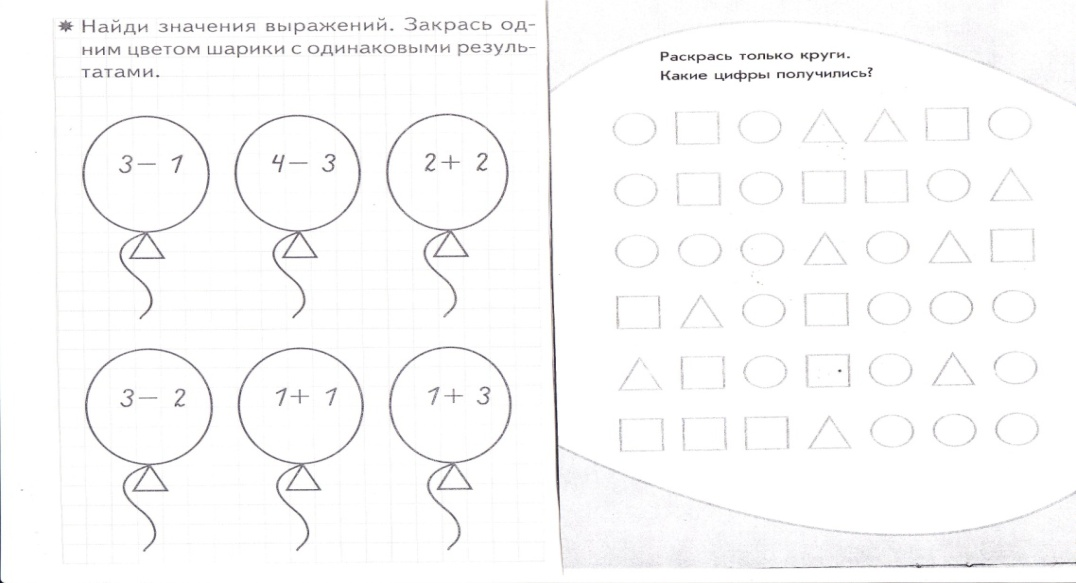 ✷ Найди значения выражений. Закрась од-
ним цветом шарики с одинаковыми резуль-
татами.
3 − 1
4 − 3
2 + 2
3 − 2
1 + 1
1 + 3
Раскрась только круги.
Какие цифры получились?